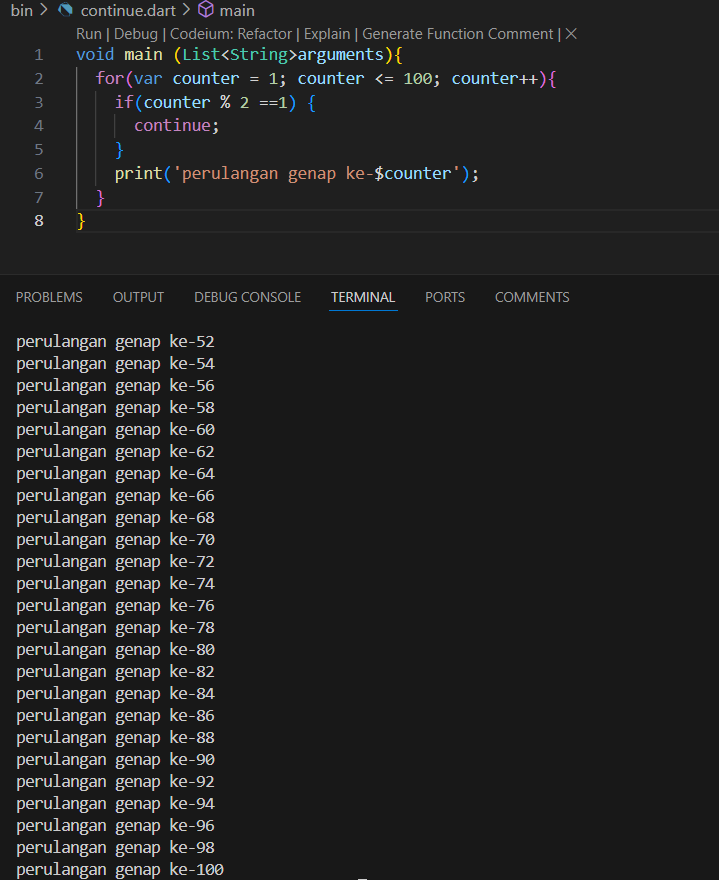 bin > continue.dart > main
Run | Debug | Codeium: Refactor | Explain | Generate Function Comment | ×
1 void main (List<String>arguments){
2   for(var counter = 1; counter <= 100; counter++){
3     if(counter % 2 ==1) {
4       continue;
5     }
6     print('perulangan genap ke-$counter');
7   }
8 }
PROBLEMS OUTPUT DEBUG CONSOLE TERMINAL PORTS COMMENTS
perulangan genap ke-52
perulangan genap ke-54
perulangan genap ke-56
perulangan genap ke-58
perulangan genap ke-60
perulangan genap ke-62
perulangan genap ke-64
perulangan genap ke-66
perulangan genap ke-68
perulangan genap ke-70
perulangan genap ke-72
perulangan genap ke-74
perulangan genap ke-76
perulangan genap ke-78
perulangan genap ke-80
perulangan genap ke-82
perulangan genap ke-84
perulangan genap ke-86
perulangan genap ke-88
perulangan genap ke-90
perulangan genap ke-92
perulangan genap ke-94
perulangan genap ke-96
perulangan genap ke-98
perulangan genap ke-100